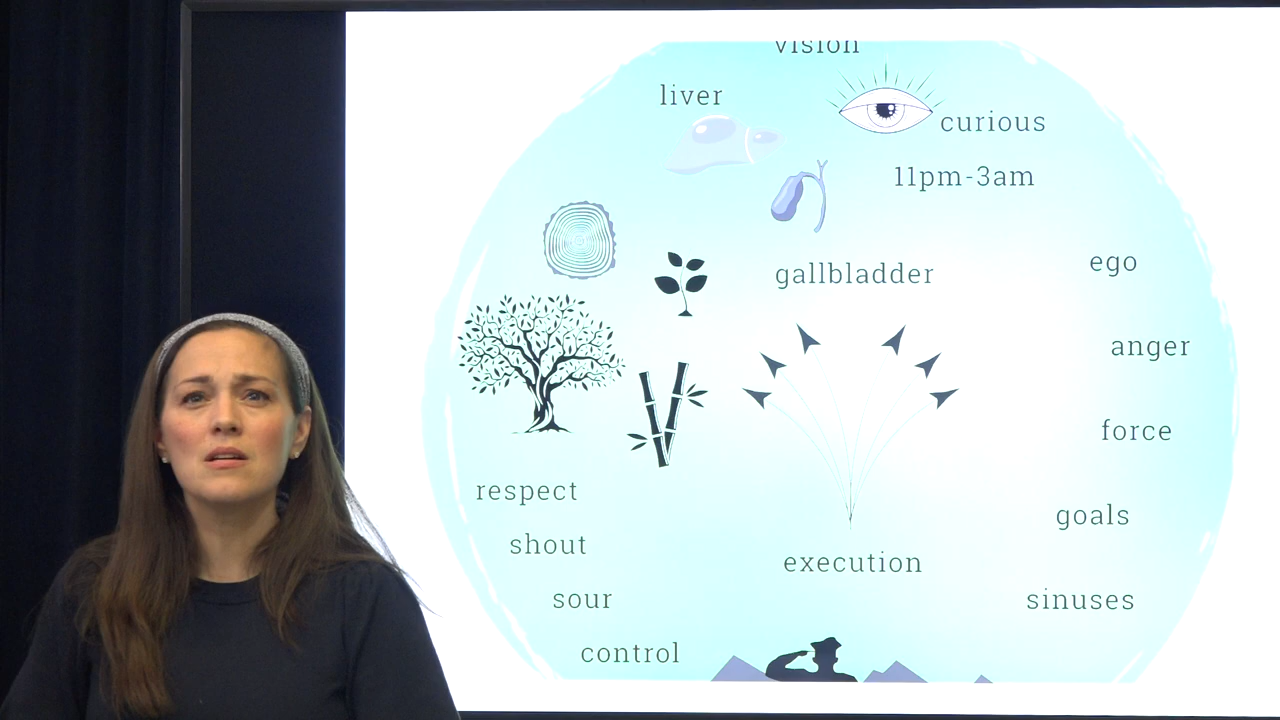 vision
liver
curious
11pm-3am
gallbladder
ego
anger
force
respect
goals
shout
execution
sour
sinuses
control